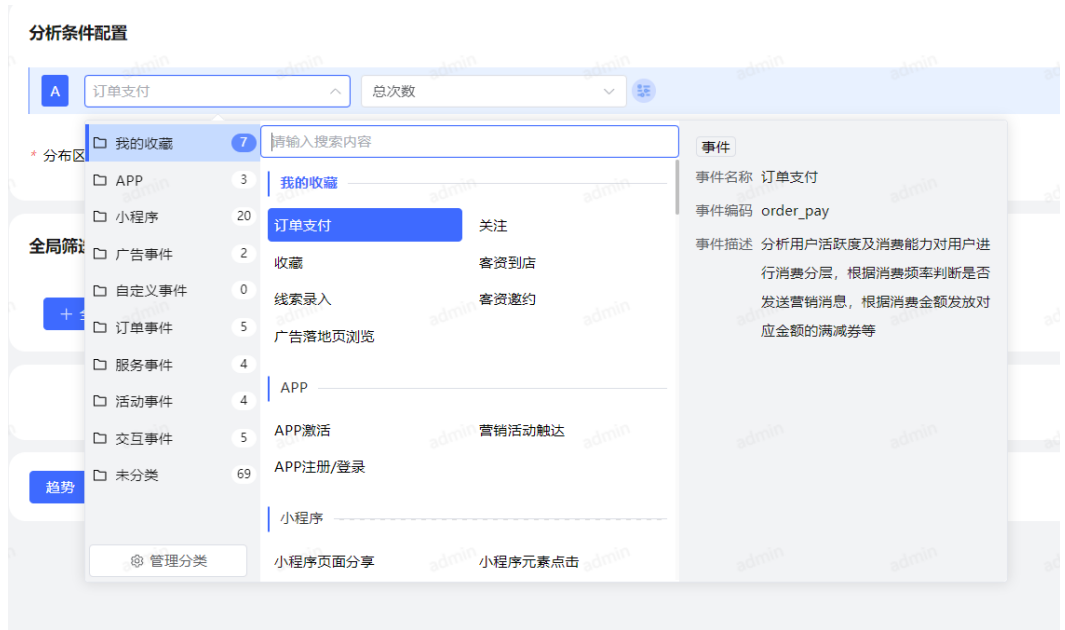 分析条件配置
A
订单支付
总次数
* 分布区
全局筛选
+ 全
趋势
我的收藏 7
APP 3
小程序 20
广告事件 2
自定义事件 0
订单事件 5
服务事件 4
活动事件 4
交互事件 5
未分类 69
管理分类
请输入搜索内容
我的收藏
订单支付 关注
收藏 客资到店
线索录入 客资邀约
广告落地页浏览
APP
APP激活 营销活动触达
APP注册/登录
小程序
小程序页面分享 小程序元素点击
事件
事件名称 订单支付
事件编码 order_pay
事件描述 分析用户活跃度及消费能力对用户进
行消费分层，根据消费频率判断是否
发送营销消息，根据消费金额发放对
应金额的满减券等
admin